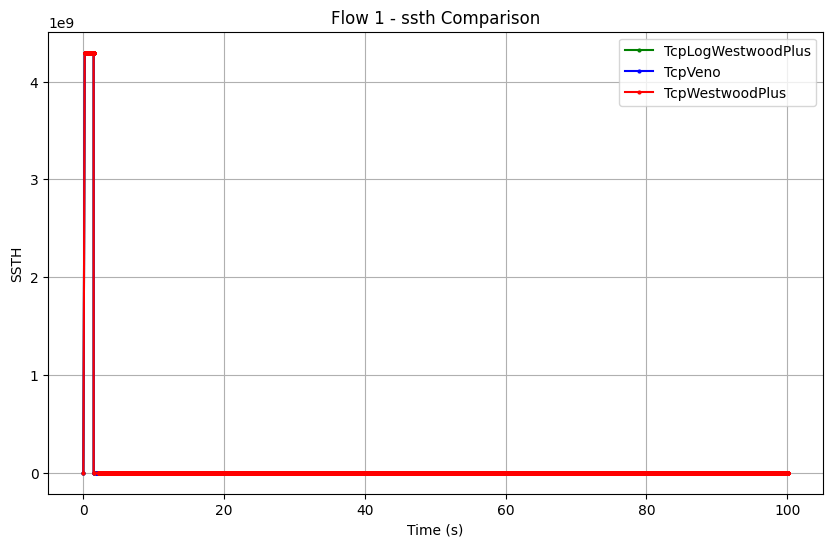 Flow 1 - ssth Comparison
1e9
TcpLogWestwoodPlus
TcpVeno
TcpWestwoodPlus
4
3
2
1
0
SSTH
0 20 40 60 80 100
Time (s)